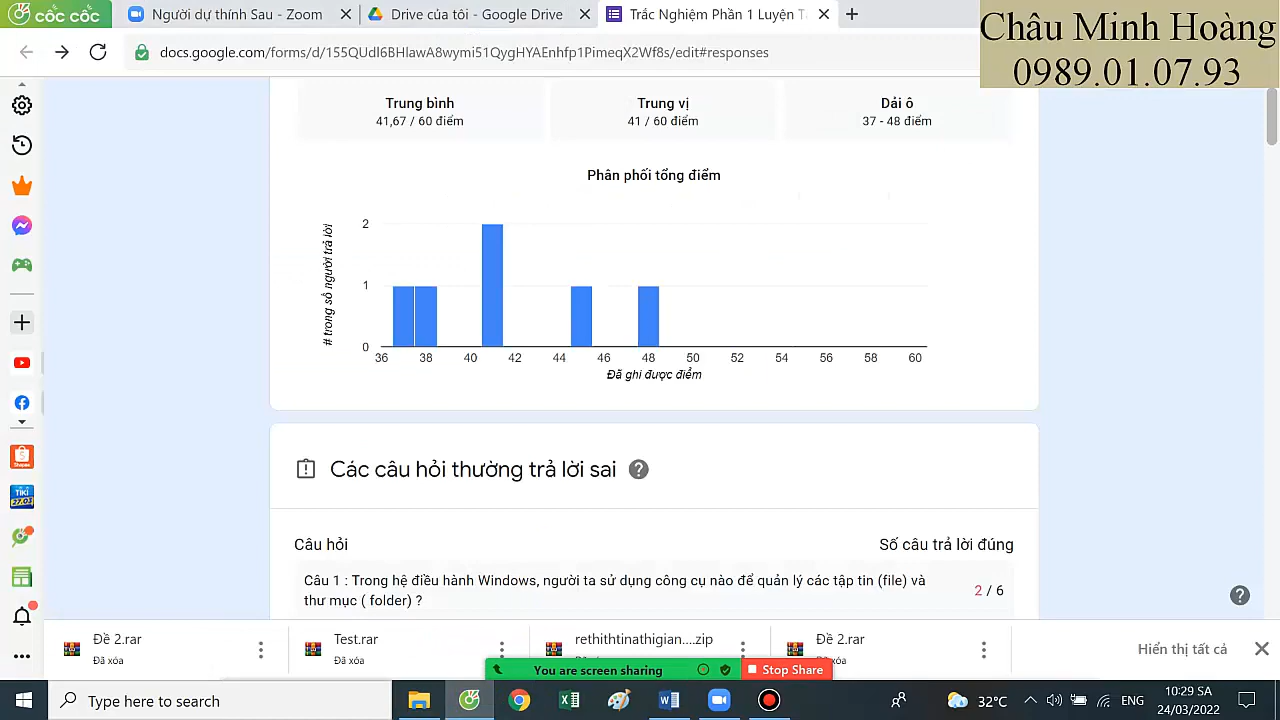 cốc cốc
Người dự thính Sau - Zoom
Drive của tôi - Google Drive
Trắc Nghiệm Phần 1 Luyện T
Châu Minh Hoàng
0989.01.07.93
docs.google.com/forms/d/155QUdI6BHIawA8wymi51QygHYAEnhfp1PimeqX2Wf8s/edit#responses
Trung bình
41,67 / 60 điểm
Trung vị
41 / 60 điểm
Dải ô
37 - 48 điểm
Phân phối tổng điểm
# trong số người trả lời
2
1
0
36 38 40 42 44 46 48 50 52 54 56 58 60
Đã ghi được điểm
Các câu hỏi thường trả lời sai
Câu hỏi
Số câu trả lời đúng
Câu 1 : Trong hệ điều hành Windows, người ta sử dụng công cụ nào để quản lý các tập tin (file) và
thư mục ( folder) ?
2 / 6
Đề 2.rar
Đã xóa
Test.rar
Đã xóa
rethithtinathigian....zip
Đề 2.rar
xóa
Hiển thị tất cả
You are screen sharing
Stop Share
Type here to search
32°C
ENG
10:29 SA
24/03/2022